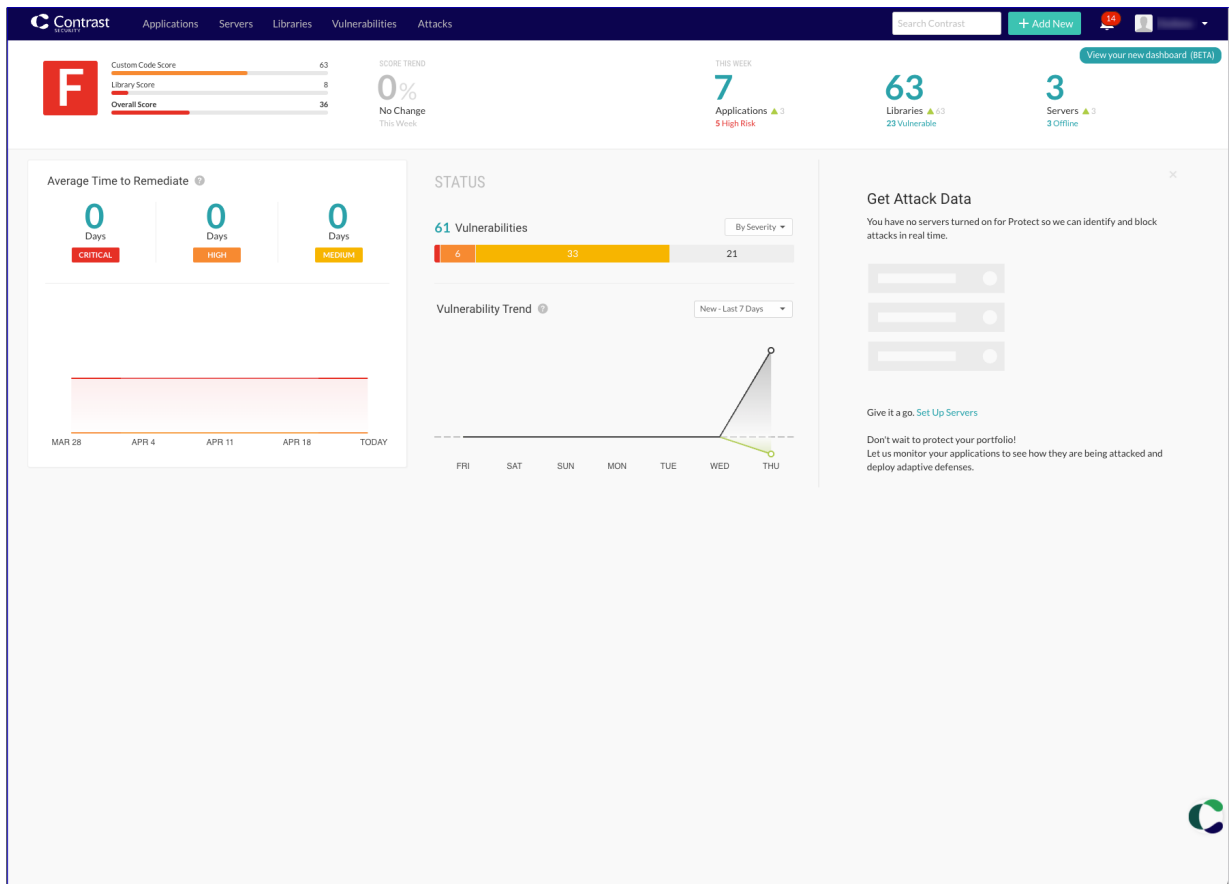 Contrast
SECURITY
Applications
Servers
Libraries
Vulnerabilities
Attacks
Search Contrast
+ Add New
14
View your new dashboard (BETA)
F
Custom Code Score 63
Library Score 8
Overall Score 36
SCORE TREND
0%
No Change
This Week
THIS WEEK
7
Applications ▲ 3
5 High Risk
63
Libraries ▲ 63
23 Vulnerable
3
Servers ▲ 3
3 Offline
Average Time to Remediate ?
0
Days
CRITICAL
0
Days
HIGH
0
Days
MEDIUM
MAR 28 APR 4 APR 11 APR 18 TODAY
STATUS
61 Vulnerabilities
By Severity
6 33 21
Vulnerability Trend ?
New - Last 7 Days
FRI SAT SUN MON TUE WED THU
×
Get Attack Data
You have no servers turned on for Protect so we can identify and block
attacks in real time.
Give it a go. Set Up Servers
Don't wait to protect your portfolio!
Let us monitor your applications to see how they are being attacked and
deploy adaptive defenses.